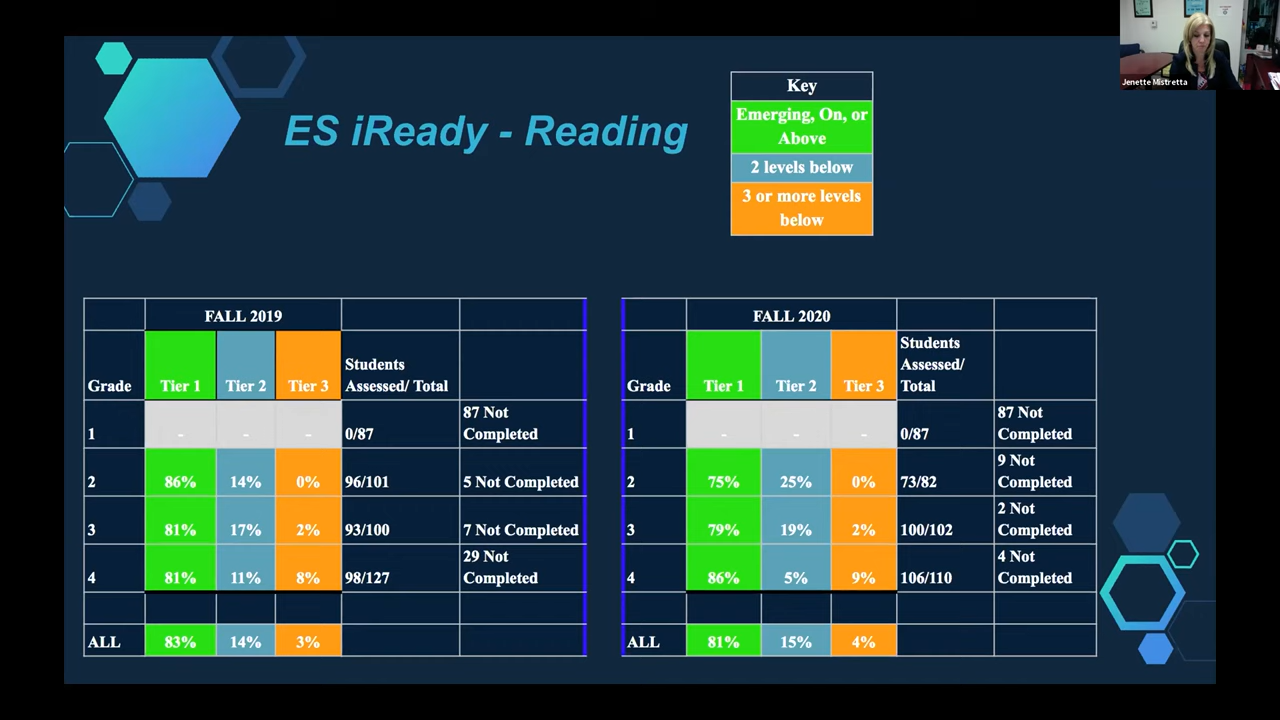 Jenette Mistretta
ES iReady - Reading
Key
Emerging, On, or
Above
2 levels below
3 or more levels
below
FALL 2019
Grade Tier 1 Tier 2 Tier 3 Students
Assessed/ Total
1 - - - 0/87 87 Not
Completed
2 86% 14% 0% 96/101 5 Not Completed
3 81% 17% 2% 93/100 7 Not Completed
4 81% 11% 8% 98/127 29 Not
Completed
ALL 83% 14% 3%
FALL 2020
Grade Tier 1 Tier 2 Tier 3 Students
Assessed/
Total
1 - - - 0/87 87 Not
Completed
2 75% 25% 0% 73/82 9 Not
Completed
3 79% 19% 2% 100/102 2 Not
Completed
4 86% 5% 9% 106/110 4 Not
Completed
ALL 81% 15% 4%